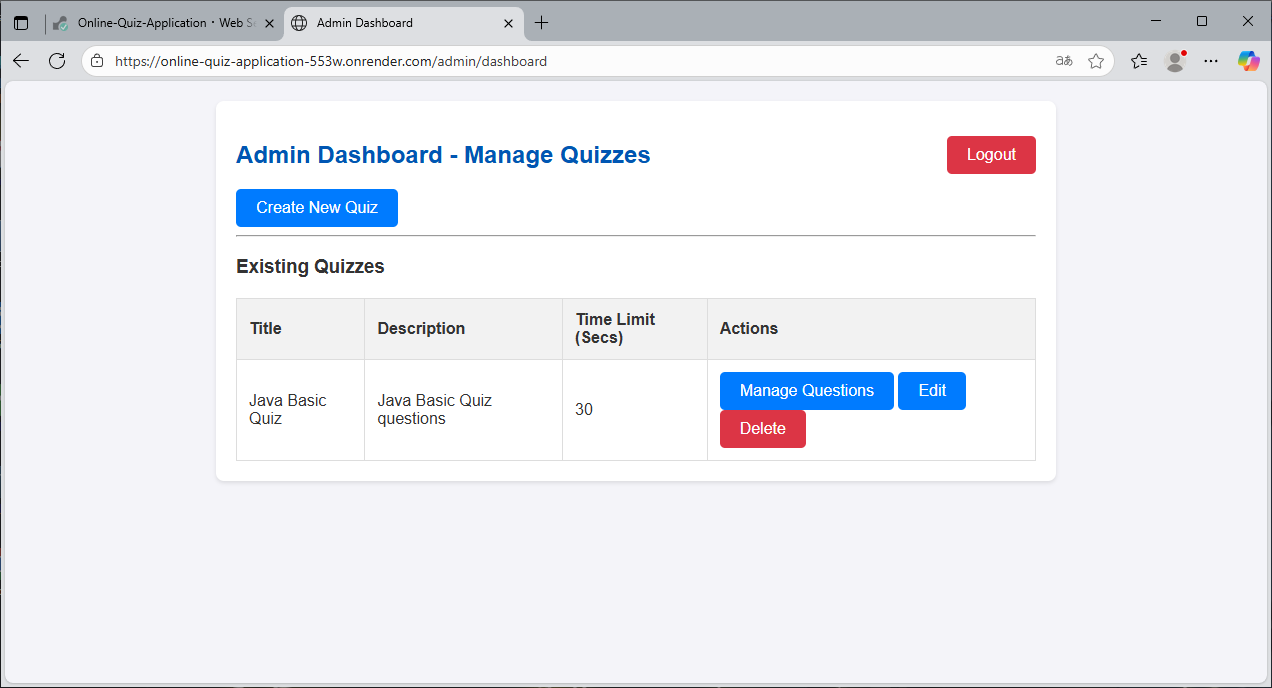 Online-Quiz-Application · Web Se
Admin Dashboard
https://online-quiz-application-553w.onrender.com/admin/dashboard
Admin Dashboard - Manage Quizzes
Logout
Create New Quiz
Existing Quizzes
Title
Description
Time Limit
(Secs)
Actions
Java Basic
Quiz
Java Basic Quiz
questions
30
Manage Questions
Edit
Delete